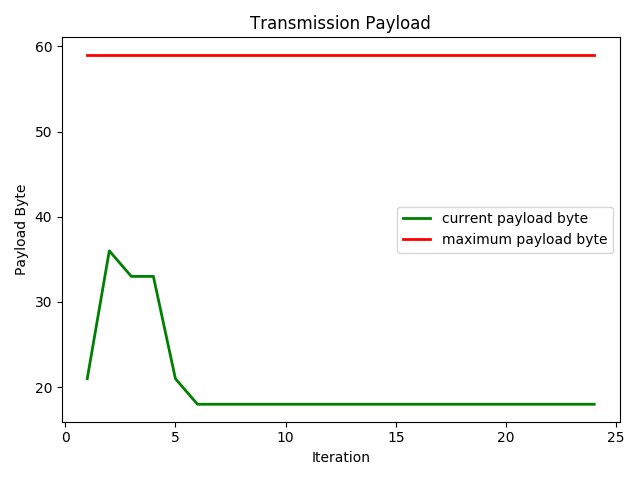 Transmission Payload
60
50
40
30
20
Payload Byte
current payload byte
maximum payload byte
0
5
10
15
20
25
Iteration